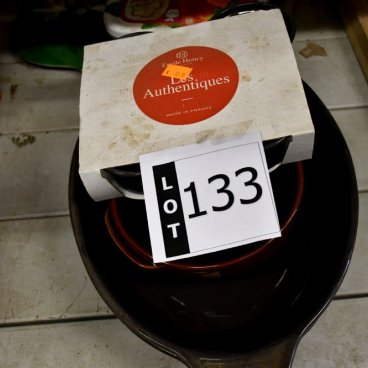 Emile Henry
Les
Authentiques
MADE IN FRANCE
LOT 133